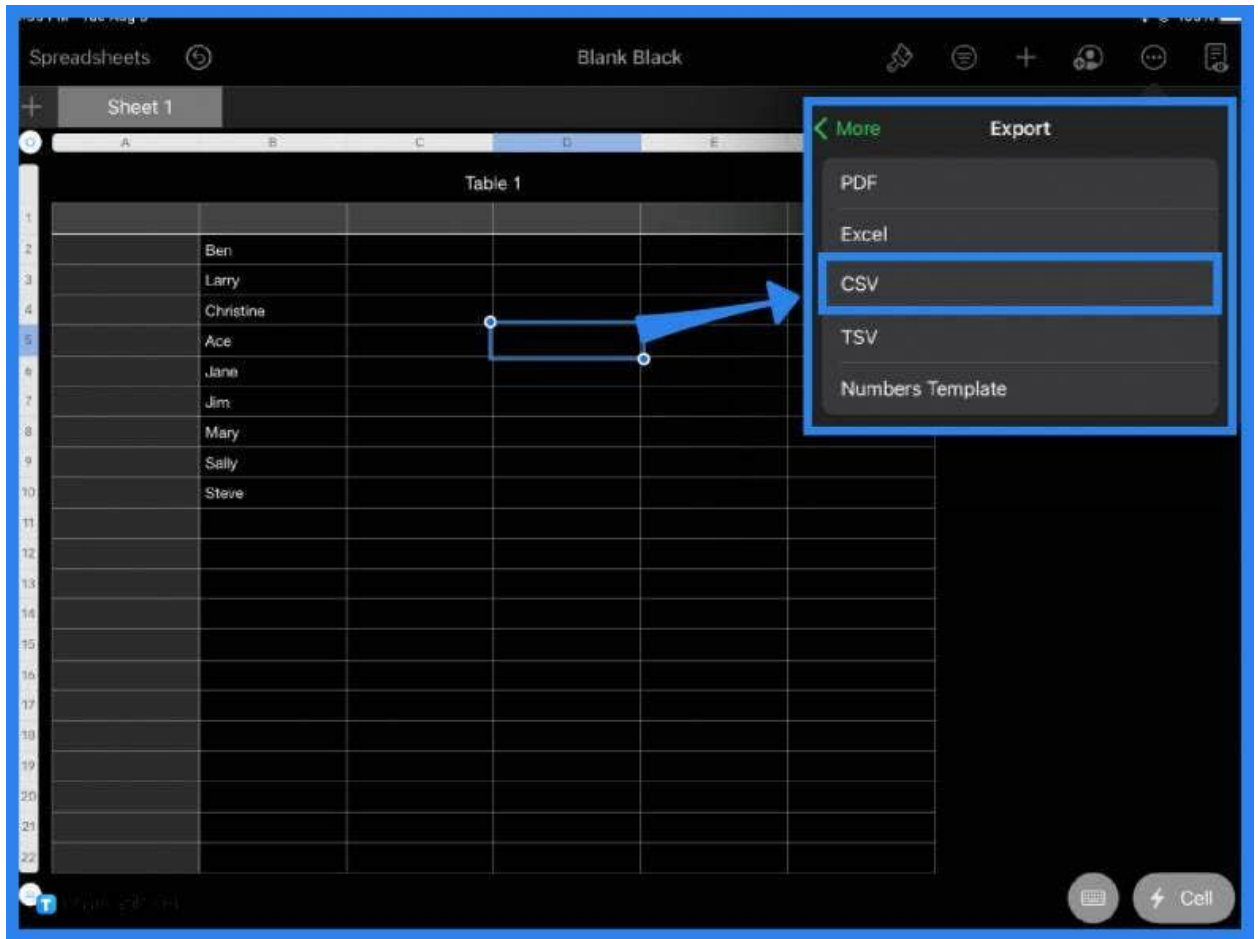 Spreadsheets
Blank Black
Sheet 1
More
Export
A
B
C
D
E
Table 1
PDF
Excel
CSV
TSV
Numbers Template
1
2
Ben
3
Larry
4
Christine
5
Ace
6
Jane
7
Jim
8
Mary
9
Sally
10
Steve
11
12
13
14
15
16
17
18
19
20
21
22
T
Cell